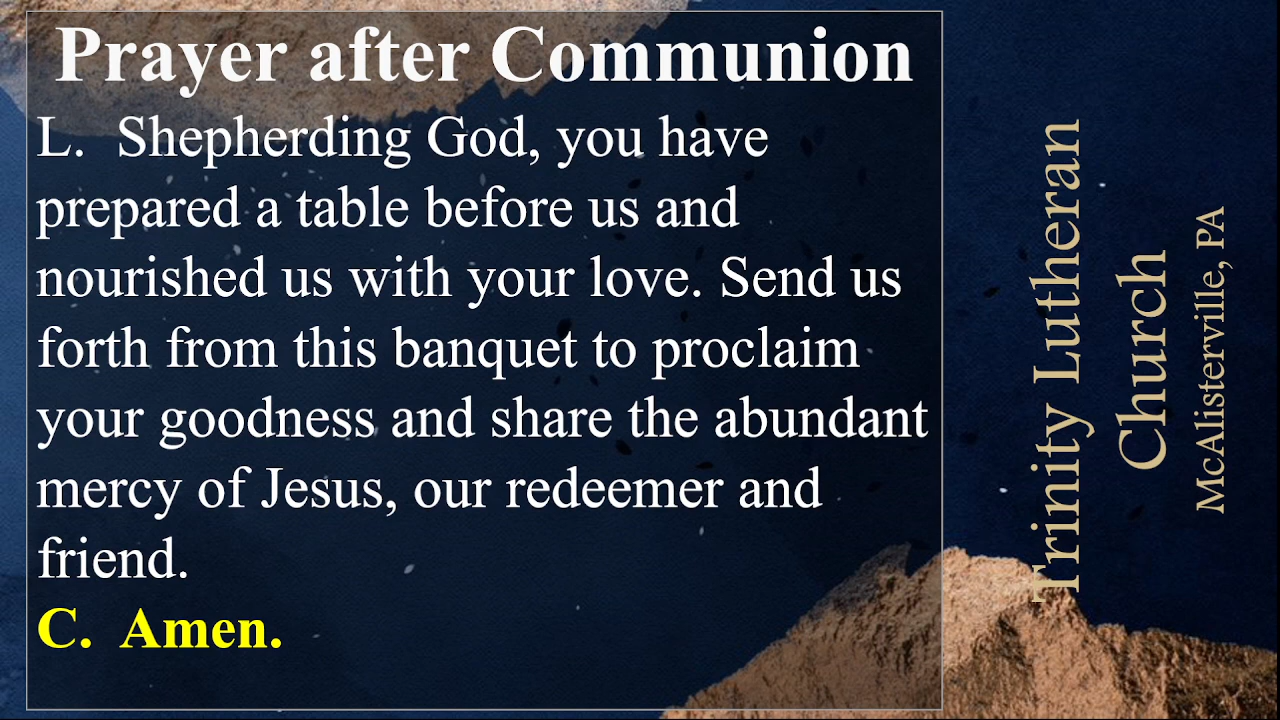 Prayer after Communion
L.  Shepherding God, you have
prepared a table before us and
nourished us with your love. Send us
forth from this banquet to proclaim
your goodness and share the abundant
mercy of Jesus, our redeemer and
friend.
C.  Amen.
Trinity Lutheran
Church
McAlisterville, PA